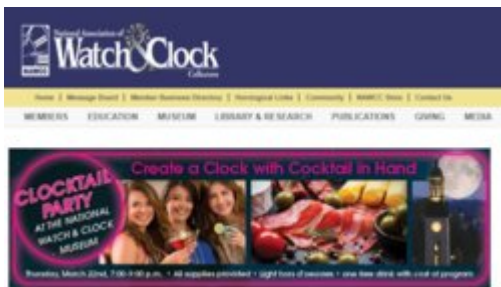 National Association of
Watch & Clock
Collectors
NAWCC
Home | Message Board | Member Business Directory | Horological Links | Community | NAWCC Store | Contact Us
MEMBERS EDUCATION MUSEUM LIBRARY & RESEARCH PUBLICATIONS GIVING MEDIA
Create a Clock with Cocktail in Hand
CLOCKTAIL
PARTY
AT THE NATIONAL
WATCH & CLOCK
MUSEUM
Thursday, March 22nd, 7:00-9:00 p.m. • All supplies provided • Light hors d'oeuvres • one free drink with cost of program